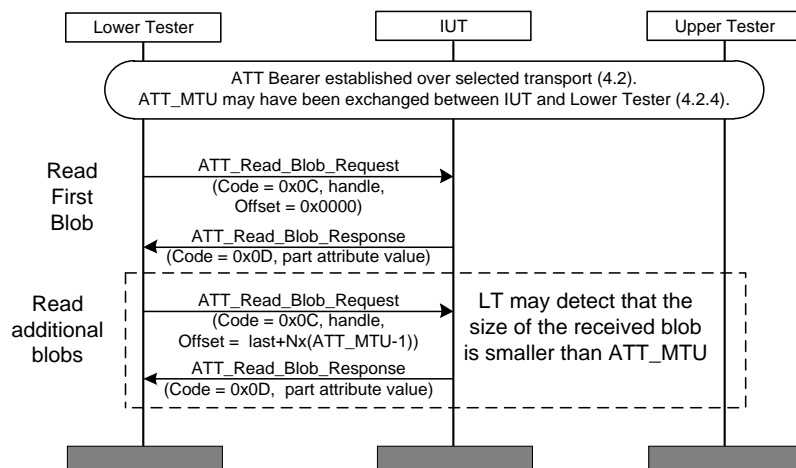 Lower Tester
IUT
Upper Tester
ATT Bearer established over selected transport (4.2).
ATT_MTU may have been exchanged between IUT and Lower Tester (4.2.4).
Read
First
Blob
ATT_Read_Blob_Request
(Code = 0x0C, handle,
Offset = 0x0000)
ATT_Read_Blob_Response
(Code = 0x0D, part attribute value)
Read
additional
blobs
ATT_Read_Blob_Request
(Code = 0x0C, handle,
Offset = last+Nx(ATT_MTU-1))
ATT_Read_Blob_Response
(Code = 0x0D, part attribute value)
LT may detect that the
size of the received blob
is smaller than ATT_MTU